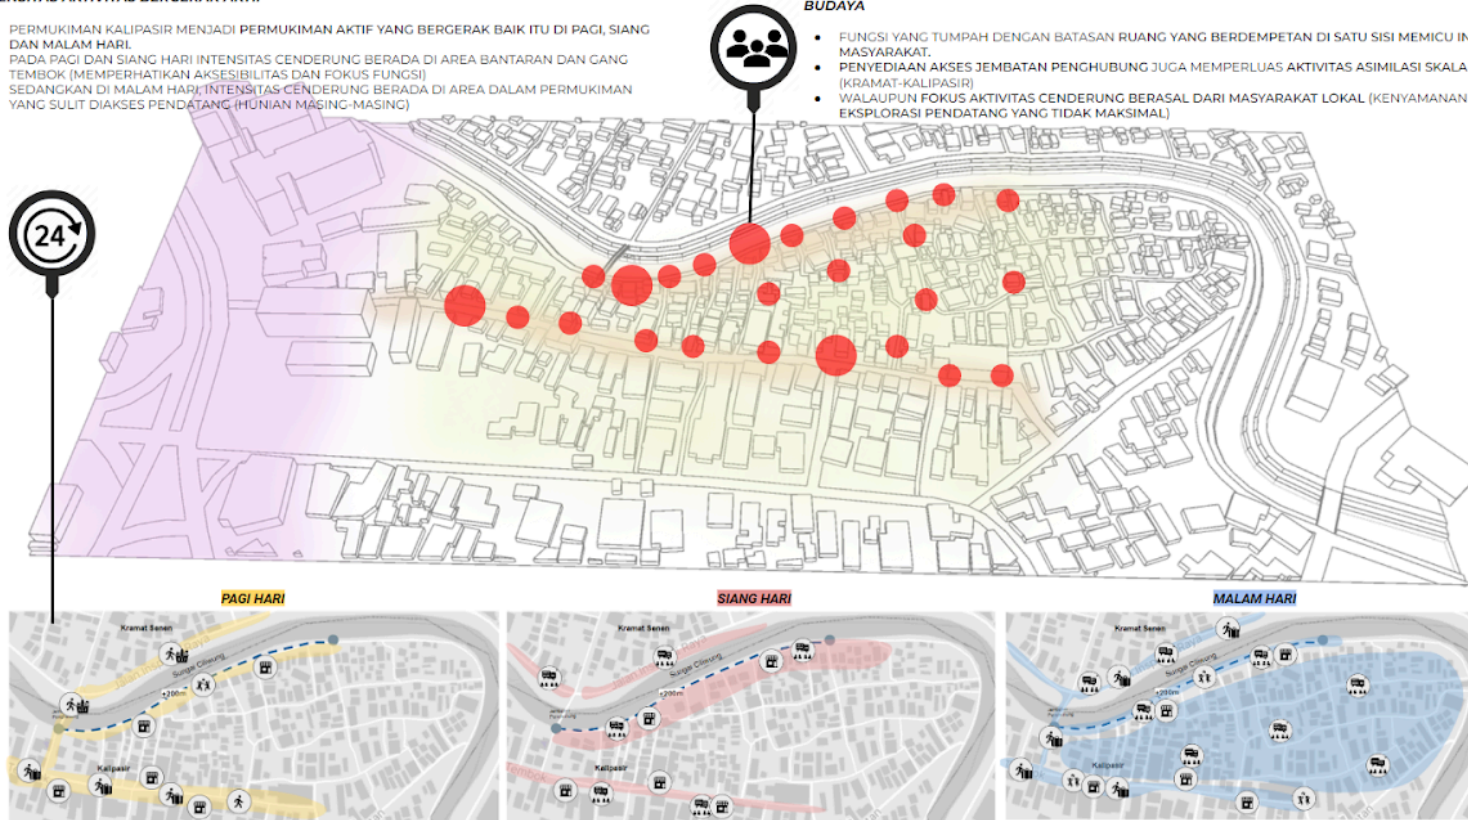 PERMUKIMAN KALIPASIR MENJADI PERMUKIMAN AKTIF YANG BERGERAK BAIK ITU DI PAGI, SIANG
DAN MALAM HARI.
PADA PAGI DAN SIANG HARI INTENSITAS CENDERUNG BERADA DI AREA BANTARAN DAN GANG
TEMBOK (MEMPERHATIKAN AKSESIBILITAS DAN FOKUS FUNGSI)
SEDANGKAN DI MALAM HARI, INTENSITAS CENDERUNG BERADA DI AREA DALAM PERMUKIMAN
YANG SULIT DIAKSES PENDATANG (HUNIAN MASING-MASING)
BUDAYA
FUNGSI YANG TUMPAH DENGAN BATASAN RUANG YANG BERDEMPETAN DI SATU SISI MEMICU IN
MASYARAKAT.
PENYEDIAAN AKSES JEMBATAN PENGHUBUNG JUGA MEMPERLUAS AKTIVITAS ASIMILASI SKALA
(KRAMAT-KALIPASIR)
WALAUPUN FOKUS AKTIVITAS CENDERUNG BERASAL DARI MASYARAKAT LOKAL (KENYAMANAN
EKSPLORASI PENDATANG YANG TIDAK MAKSIMAL)
24
PAGI HARI
Kramat Senen
Sungai Ciliwung
±200m
Kalipasir
SIANG HARI
Kramat Senen
Sungai Ciliwung
±200m
Kalipasir
Tembok
MALAM HARI
Kramat Senen
Sungai Ciliwung
±200m
Kalipasir